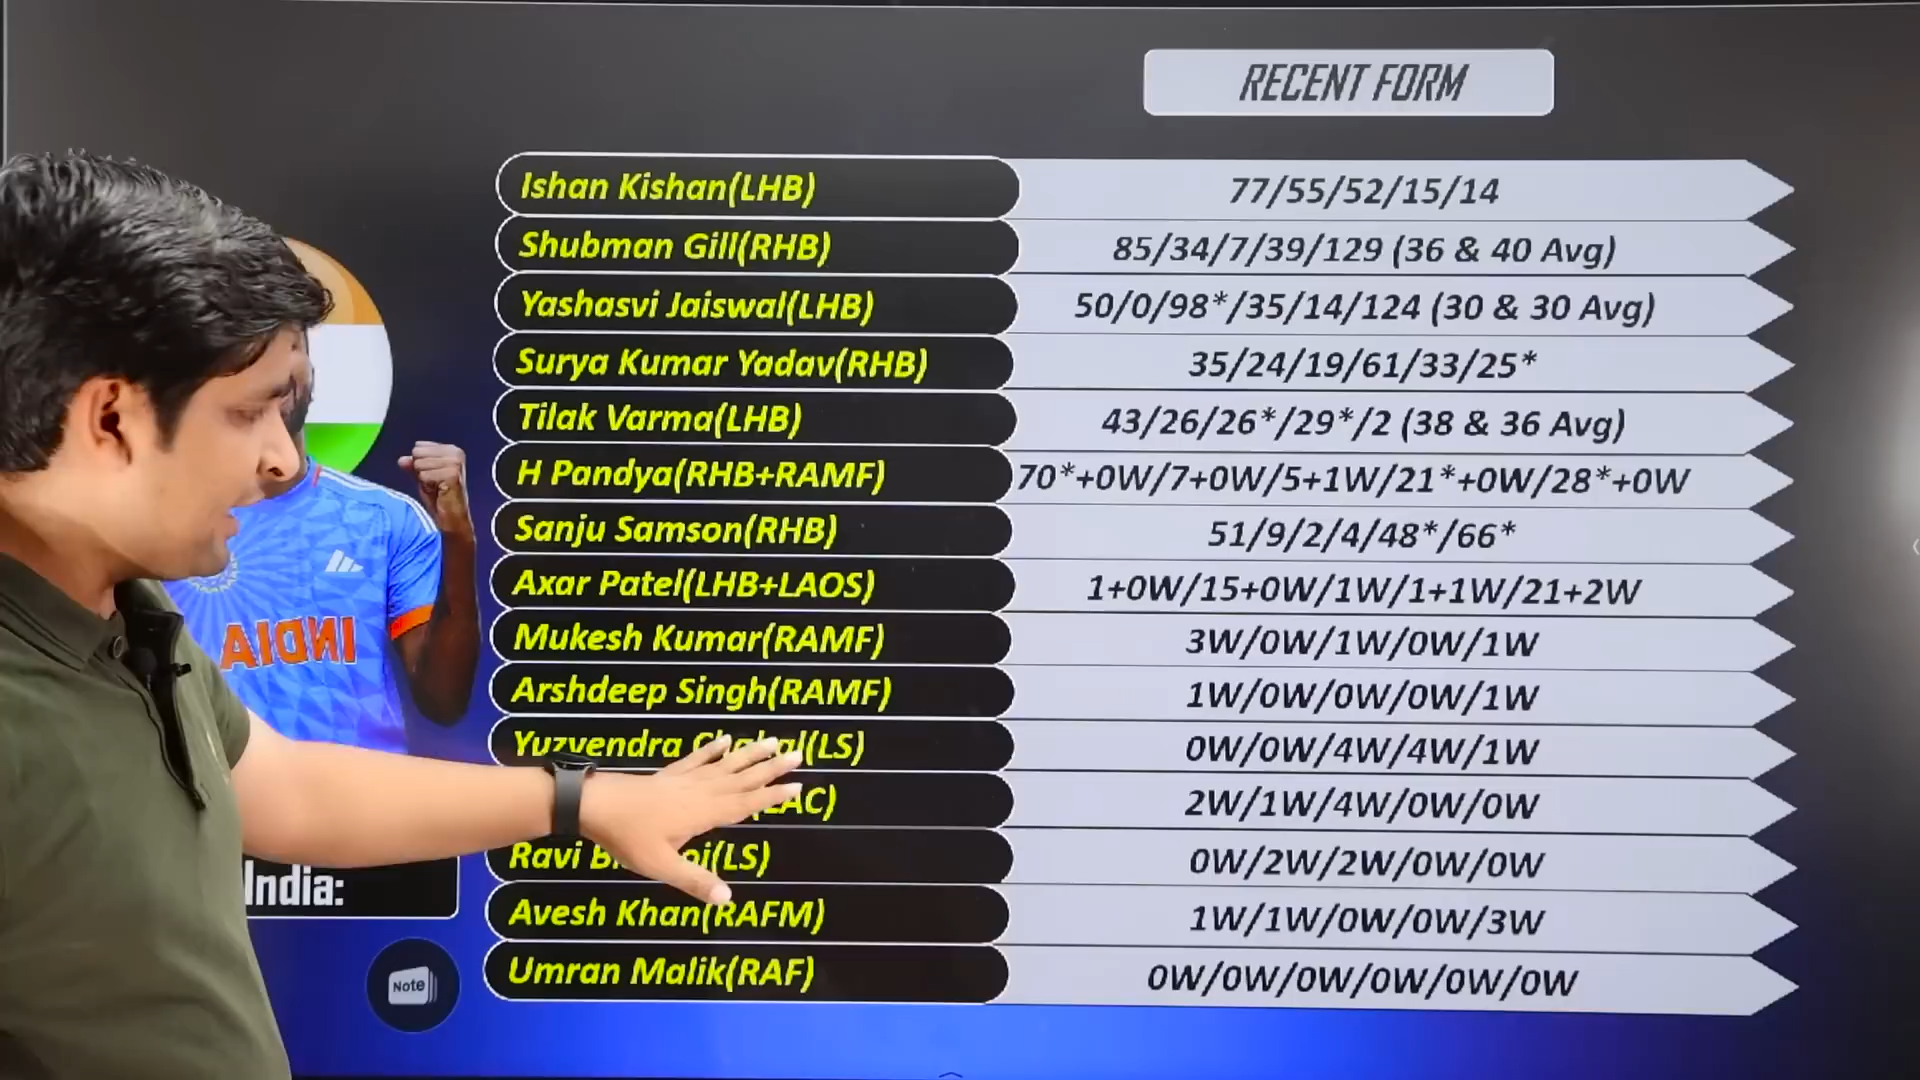 RECENT FORM
Ishan Kishan(LHB) 77/55/52/15/14
Shubman Gill(RHB) 85/34/7/39/129 (36 & 40 Avg)
Yashasvi Jaiswal(LHB) 50/0/98*/35/14/124 (30 & 30 Avg)
Surya Kumar Yadav(RHB) 35/24/19/61/33/25*
Tilak Varma(LHB) 43/26/26*/29*/2 (38 & 36 Avg)
H Pandya(RHB+RAMF) 70*+0W/7+0W/5+1W/21*+0W/28*+0W
Sanju Samson(RHB) 51/9/2/4/48*/66*
Axar Patel(LHB+LAOS) 1+0W/15+0W/1W/1+1W/21+2W
Mukesh Kumar(RAMF) 3W/0W/1W/0W/1W
Arshdeep Singh(RAMF) 1W/0W/0W/0W/1W
Yuzvendra Chahal(LS) 0W/0W/4W/4W/1W
(LAC) 2W/1W/4W/0W/0W
Ravi (LS) 0W/2W/2W/0W/0W
Avesh Khan(RAFM) 1W/1W/0W/0W/3W
Umran Malik(RAF) 0W/0W/0W/0W/0W/0W
INDIA
India:
Note